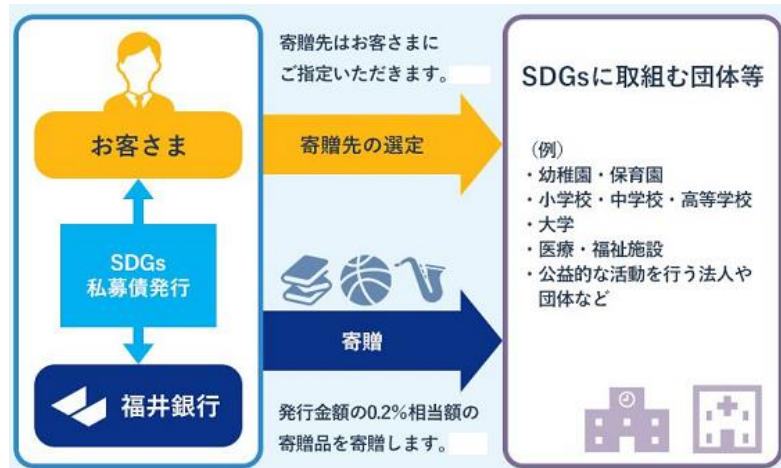 お客さま
SDGs
私募債発行
福井銀行
寄贈先はお客さまに
ご指定いただきます。
寄贈先の選定
寄贈
発行金額の0.2%相当額の
寄贈品を寄贈します。
SDGsに取組む団体等
（例）
・幼稚園・保育園
・小学校・中学校・高等学校
・大学
・医療・福祉施設
・公益的な活動を行う法人や
団体など